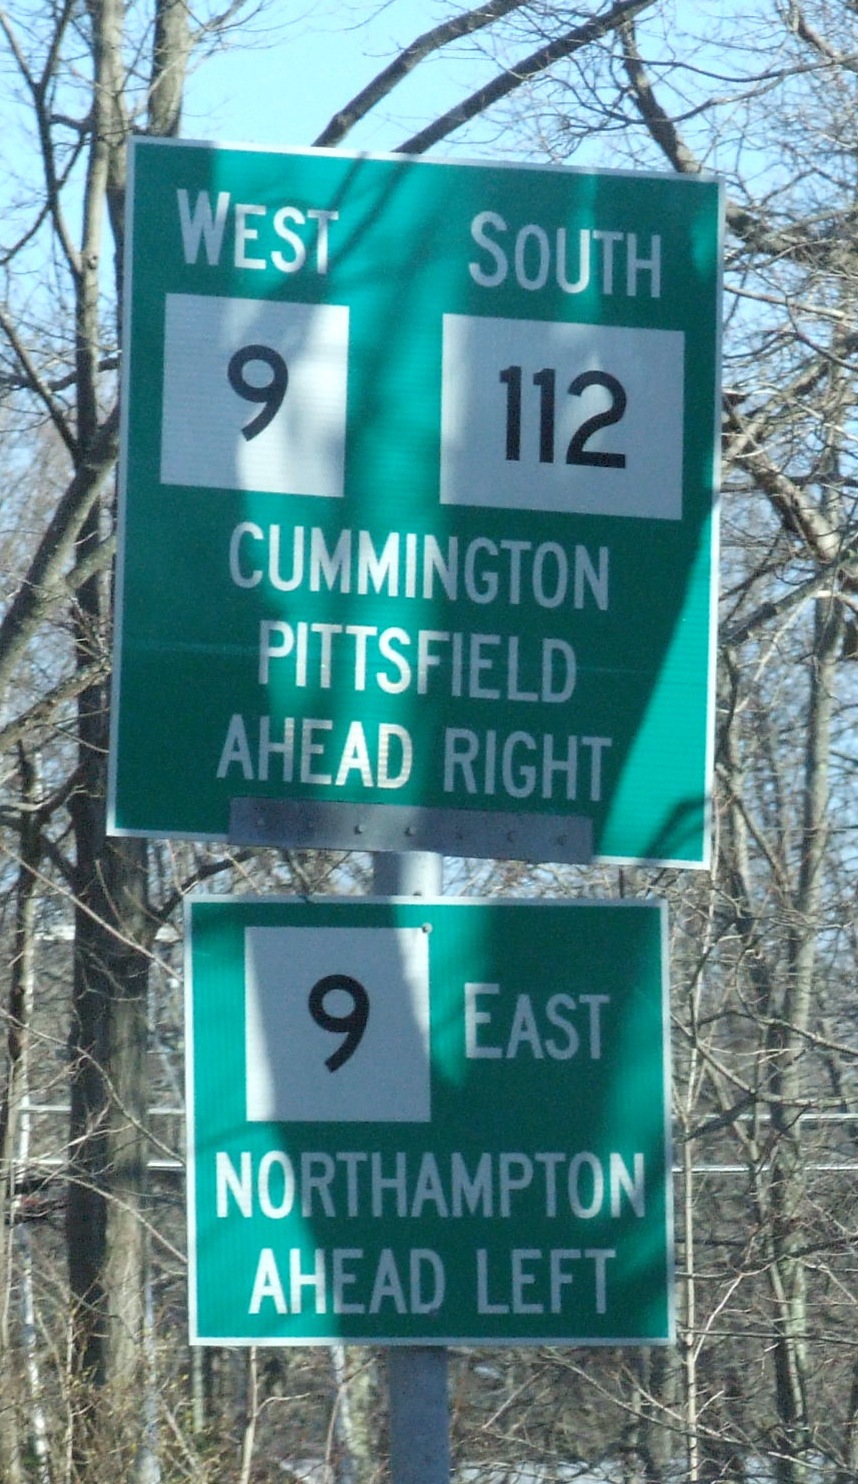 WEST SOUTH
9 112
CUMMINGTON
PITTSFIELD
AHEAD RIGHT
9 EAST
NORTHAMPTON
AHEAD LEFT